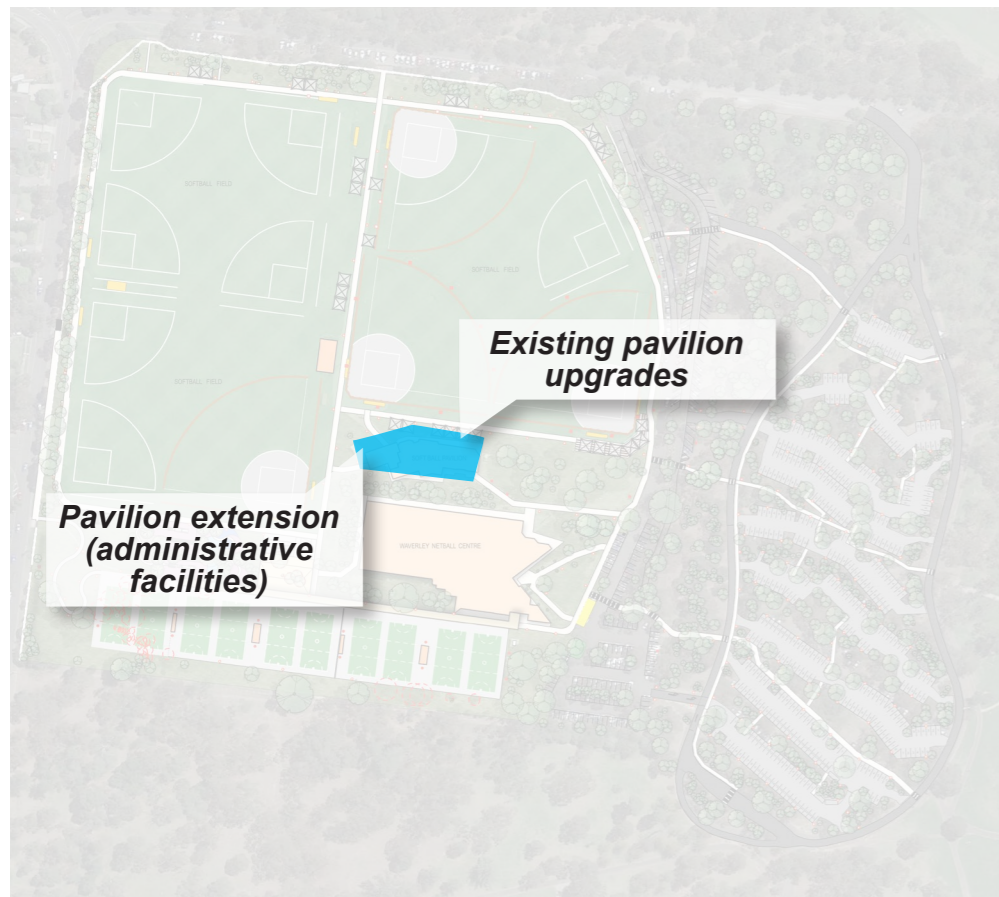 SOFTBALL FIELD
SOFTBALL FIELD
Existing pavilion
upgrades
SOFTBALL FIELD
Pavilion extension
(administrative
facilities)
WAVERLEY NETBALL CENTRE